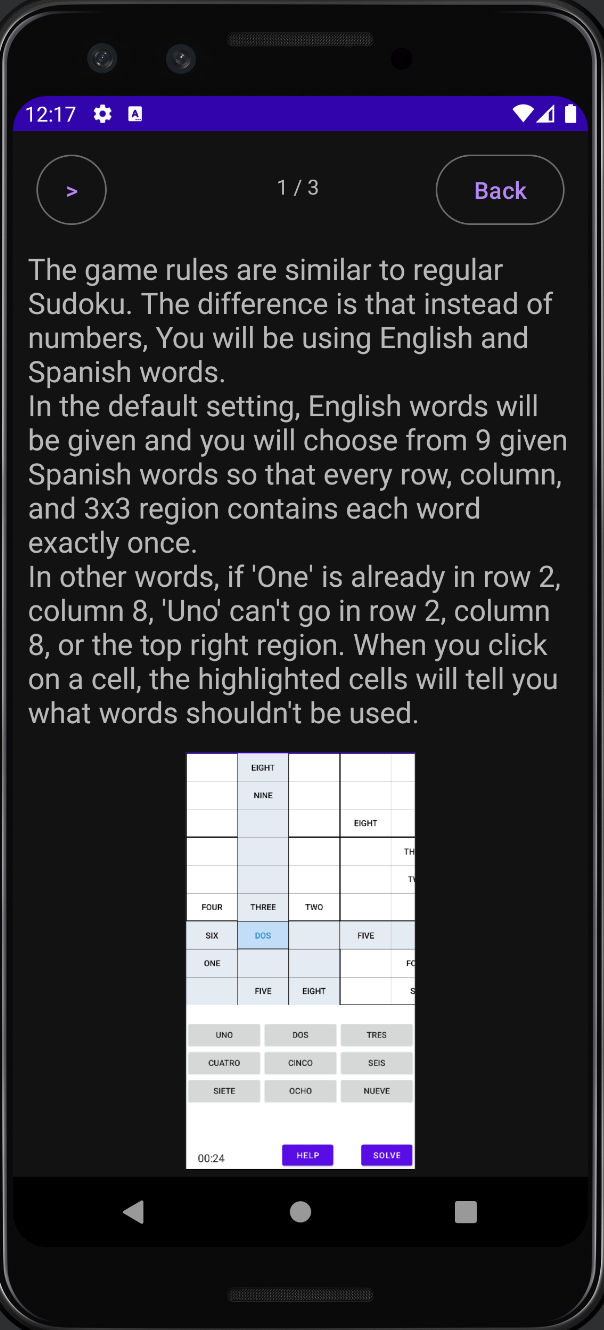 12:17
>
1 / 3
Back
The game rules are similar to regular
Sudoku. The difference is that instead of
numbers, You will be using English and
Spanish words.
In the default setting, English words will
be given and you will choose from 9 given
Spanish words so that every row, column,
and 3x3 region contains each word
exactly once.
In other words, if 'One' is already in row 2,
column 8, 'Uno' can't go in row 2, column
8, or the top right region. When you click
on a cell, the highlighted cells will tell you
what words shouldn't be used.
EIGHT
NINE
EIGHT
TH
TV
FOUR THREE TWO
SIX DOS FIVE
ONE FO
FIVE EIGHT S
UNO DOS TRES
CUATRO CINCO SEIS
SIETE OCHO NUEVE
00:24 HELP SOLVE